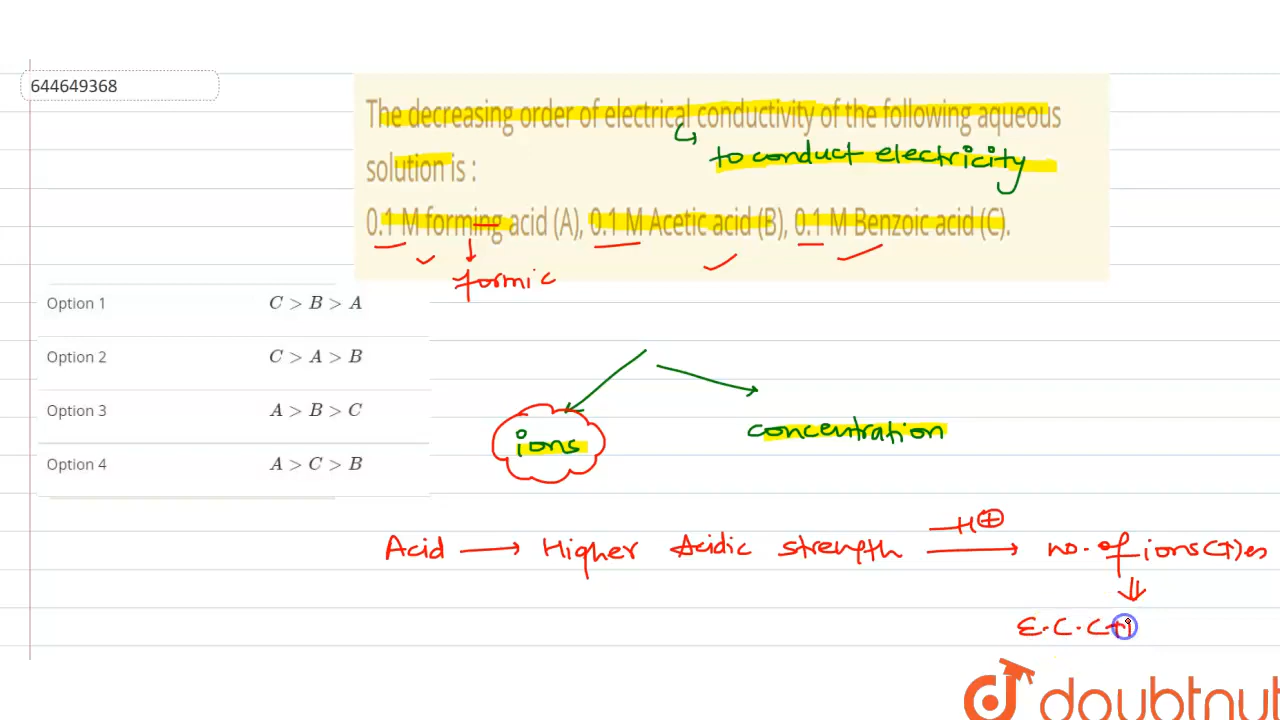 644649368
The decreasing order of electrical conductivity of the following aqueous
to conduct electricity
solution is :
0.1 M forming acid (A), 0.1 M Acetic acid (B), 0.1 M Benzoic acid (C).
formic
Option 1 C > B > A
Option 2 C > A > B
Option 3 A > B > C
Option 4 A > C > B
ions
concentration
Acid → Higher Acidic strength —H⊕→ no. of ions(↑)es
⇓
E.C.(↑)
doubtnut